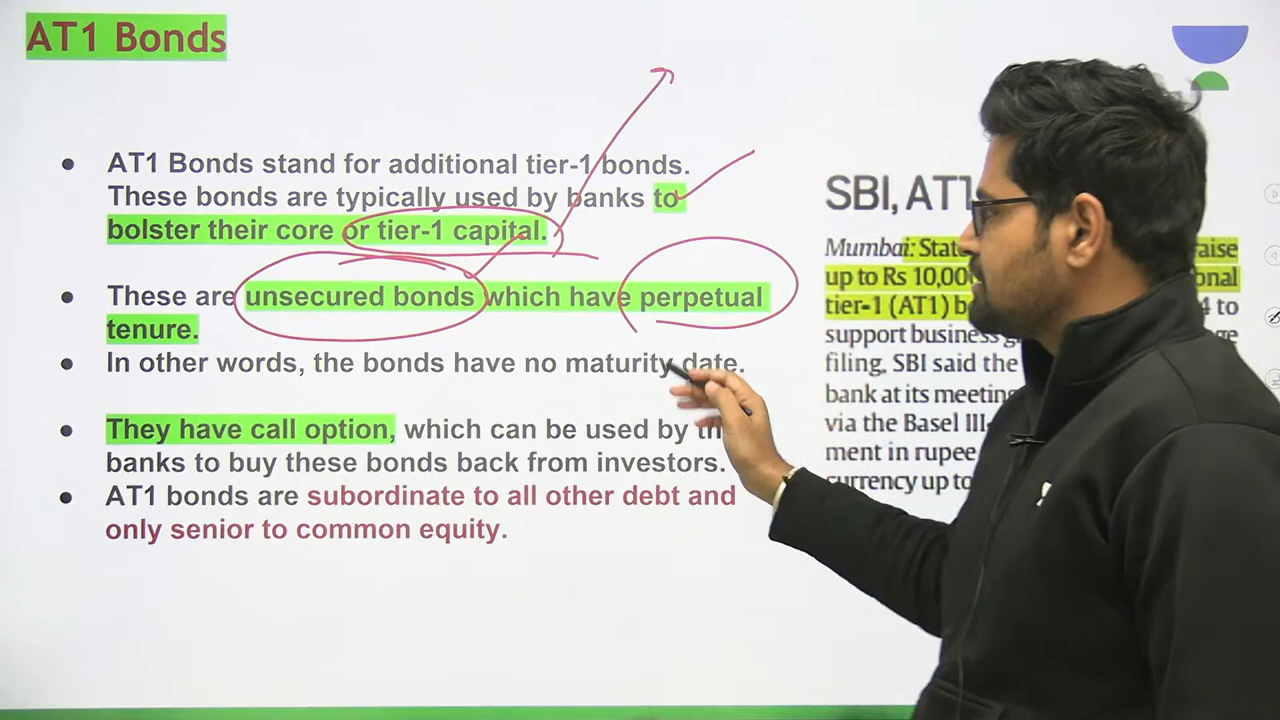 AT1 Bonds
● AT1 Bonds stand for additional tier-1 bonds.
These bonds are typically used by banks to
bolster their core or tier-1 capital.
● These are unsecured bonds which have perpetual
tenure.
● In other words, the bonds have no maturity date.
● They have call option, which can be used by
banks to buy these bonds back from investors.
● AT1 bonds are subordinate to all other debt and
only senior to common equity.
SBI, AT1
Mumbai: State raise
up to Rs 10,000
tier-1 (AT1) to
support business
filing, SBI said the
bank at its meeting
via the Basel III
ment in rupee
currency up to